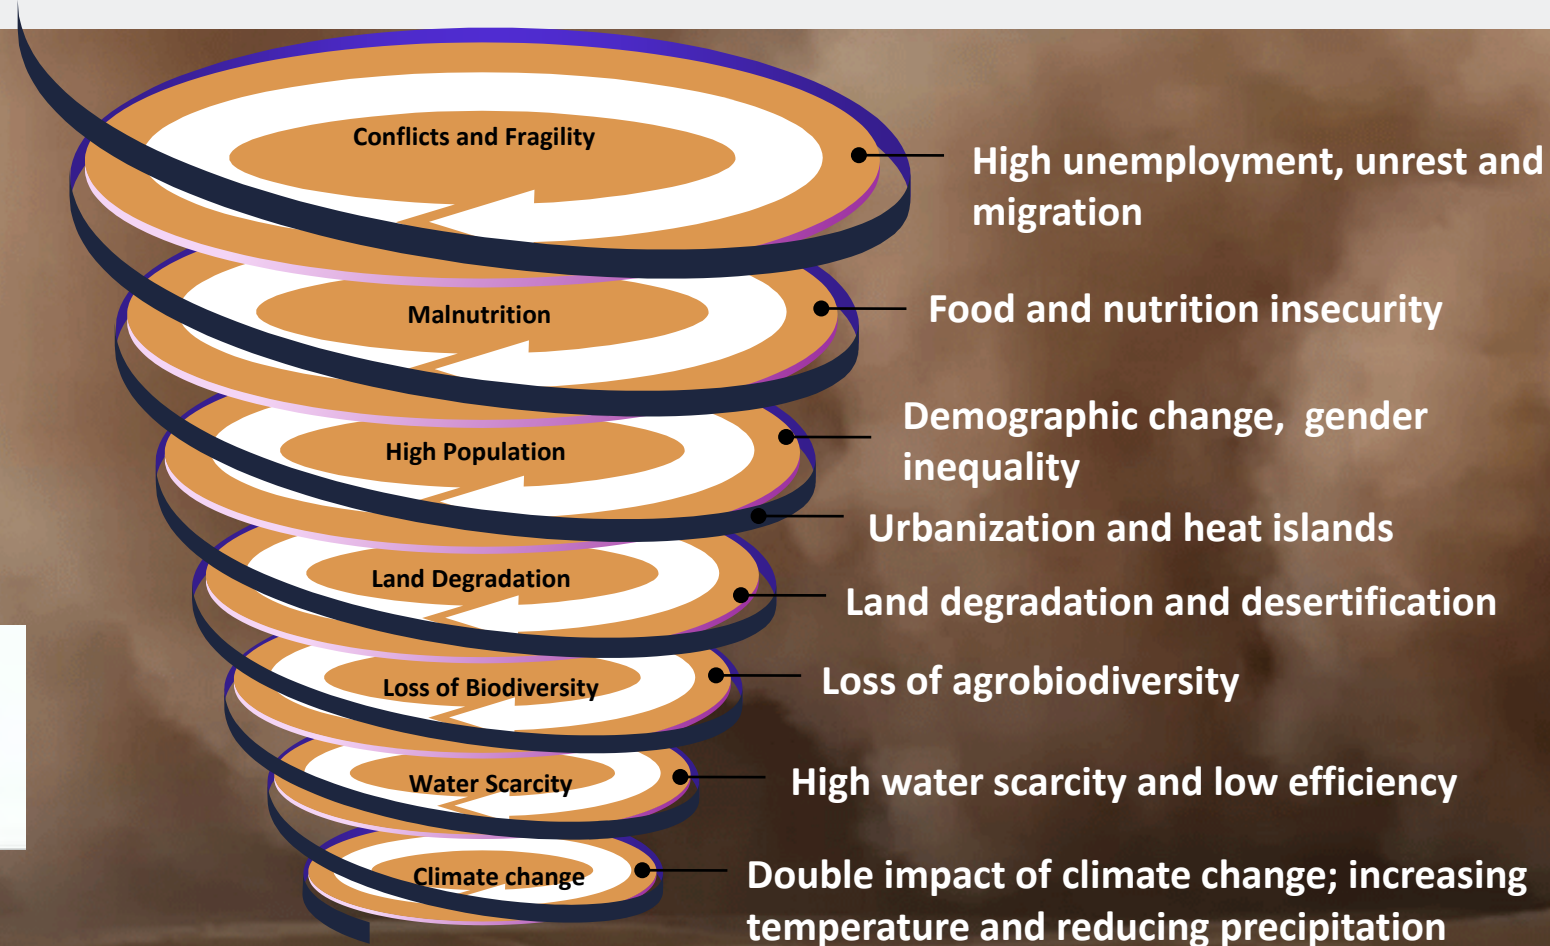 Conflicts and Fragility
High unemployment, unrest and
migration
Malnutrition
Food and nutrition insecurity
High Population
Demographic change, gender
inequality
Urbanization and heat islands
Land Degradation
Land degradation and desertification
Loss of Biodiversity
Loss of agrobiodiversity
Water Scarcity
High water scarcity and low efficiency
Climate change
Double impact of climate change; increasing
temperature and reducing precipitation